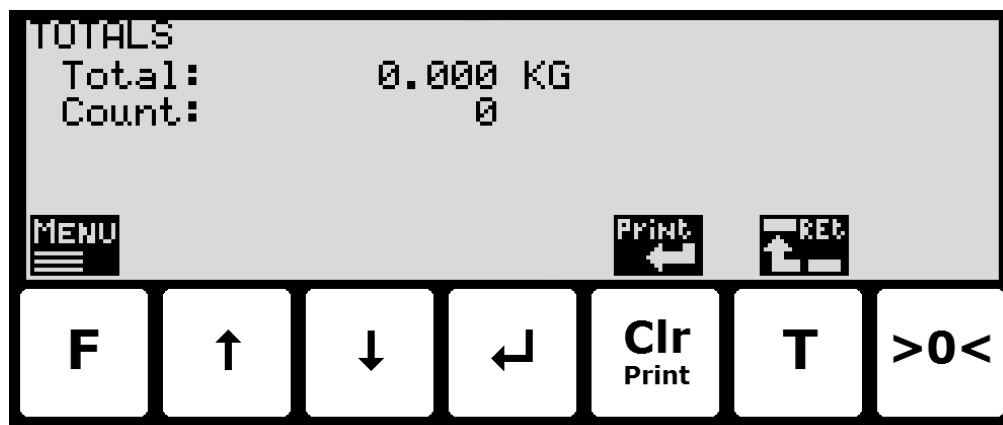 TOTALS
Total: 0.000 KG
Count: 0
MENU Print REt
F ↑ ↓ ↵ Clr Print T >0<